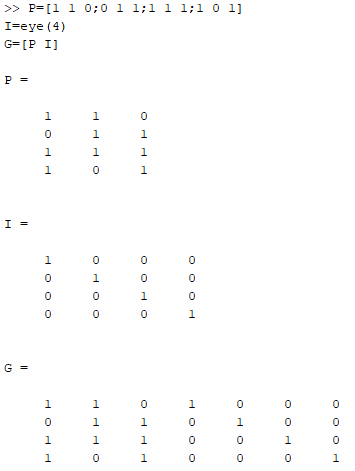 >> P=[1 1 0;0 1 1;1 1 1;1 0 1]
I=eye(4)
G=[P I]
P =
1 1 0
0 1 1
1 1 1
1 0 1
I =
1 0 0 0
0 1 0 0
0 0 1 0
0 0 0 1
G =
1 1 0 1 0 0 0
0 1 1 0 1 0 0
1 1 1 0 0 1 0
1 0 1 0 0 0 1